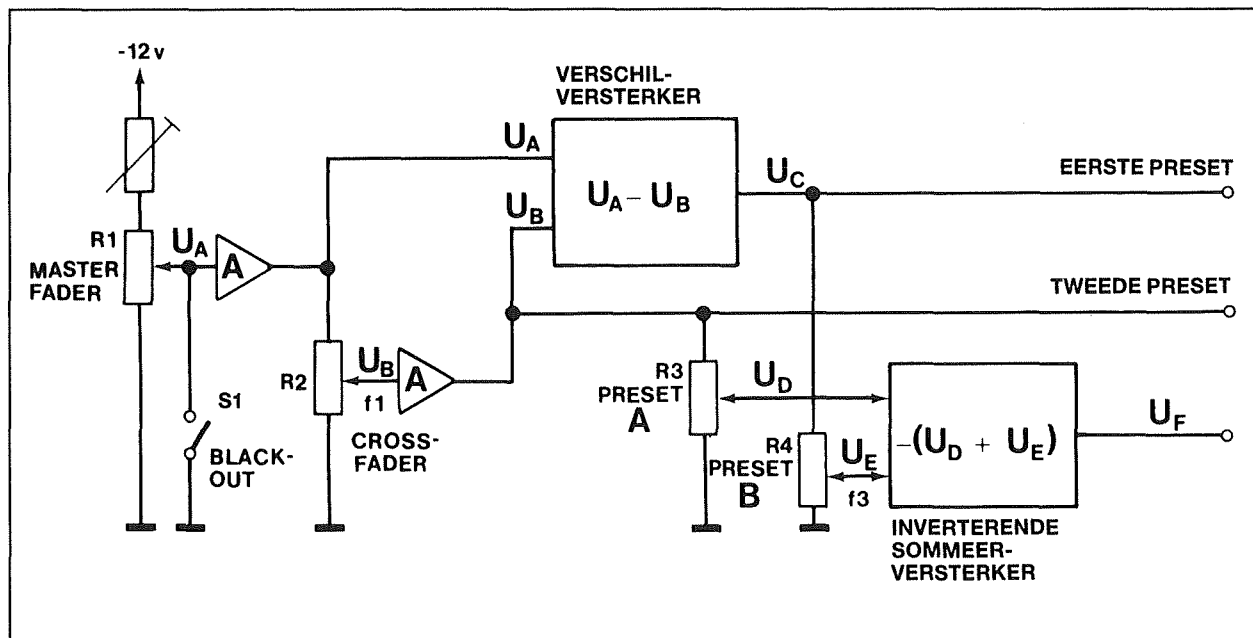 -12 v
R1
MASTER
FADER
U_A
A
S1
BLACK-
OUT
R2
U_B
f1
A
CROSS-
FADER
VERSCHIL-
VERSTERKER
U_A
U_B
U_A - U_B
U_C
EERSTE PRESET
TWEEDE PRESET
R3
PRESET
A
U_D
R4
PRESET
B
U_E
f3
-(U_D + U_E)
U_F
INVERTERENDE
SOMMEER-
VERSTERKER